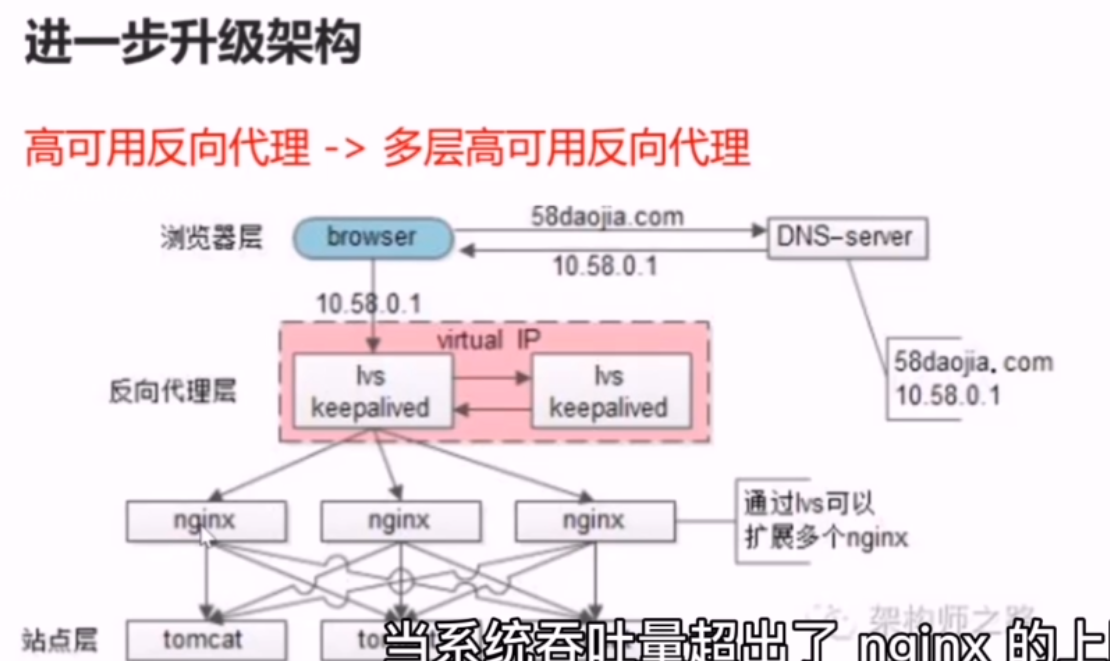 进一步升级架构
高可用反向代理 -> 多层高可用反向代理
浏览器层
browser
58daojia.com
DNS-server
10.58.0.1
10.58.0.1
virtual IP
58daojia.com
10.58.0.1
反向代理层
lvs
keepalived
lvs
keepalived
nginx
nginx
nginx
通过lvs可以
扩展多个nginx
架构师之路
站点层
tomcat
当系统吞吐量超出了 nginx 的上